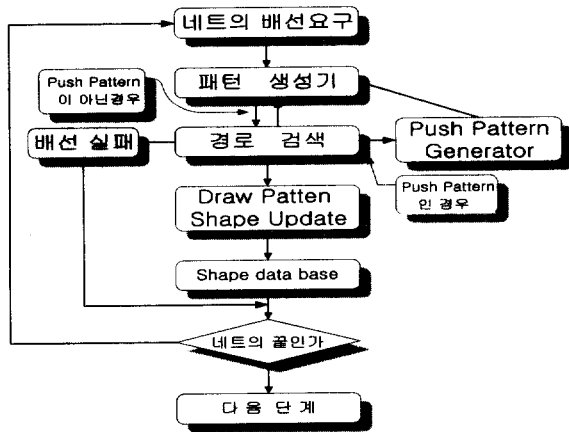 네트의 배선요구
패턴 생성기
Push Pattern
이 아닌경우
배선 실패
경로 검색
Push Pattern
Generator
Push Pattern
인 경우
Draw Patten
Shape Update
Shape data base
네트의 끝인가
다음 단계